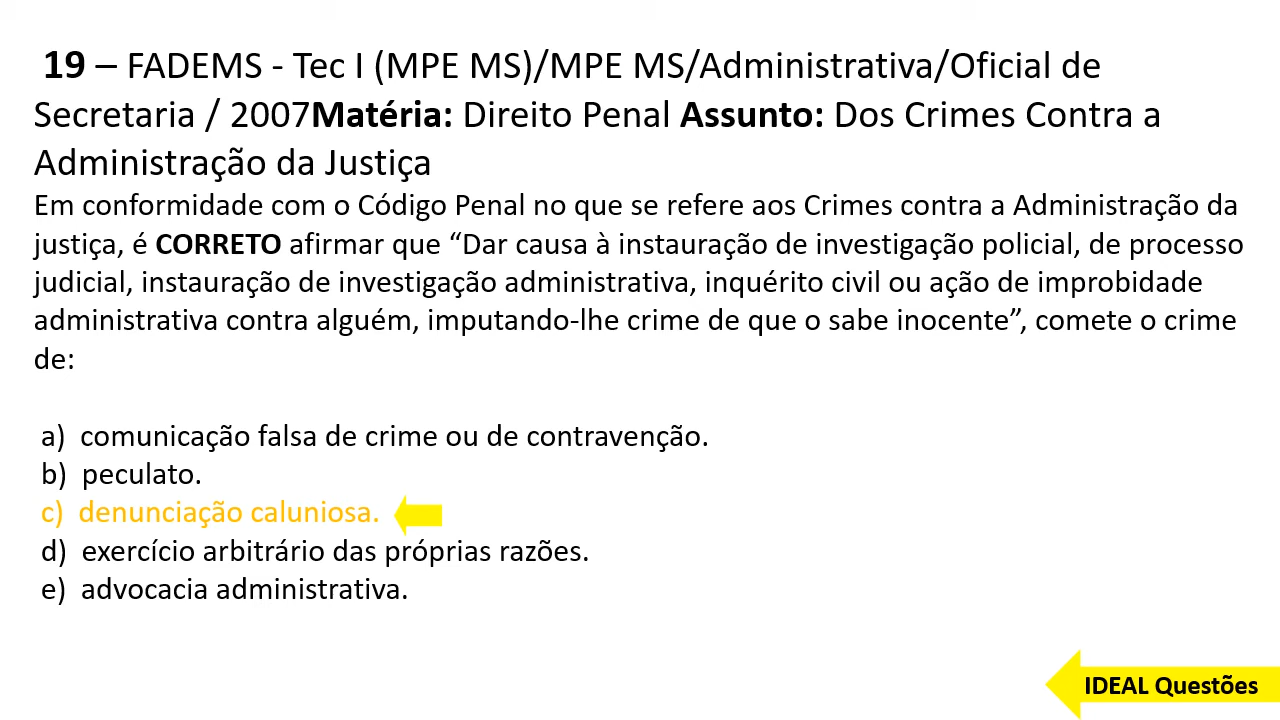 19 – FADEMS - Tec I (MPE MS)/MPE MS/Administrativa/Oficial de
Secretaria / 2007Matéria: Direito Penal Assunto: Dos Crimes Contra a
Administração da Justiça
Em conformidade com o Código Penal no que se refere aos Crimes contra a Administração da
justiça, é CORRETO afirmar que “Dar causa à instauração de investigação policial, de processo
judicial, instauração de investigação administrativa, inquérito civil ou ação de improbidade
administrativa contra alguém, imputando-lhe crime de que o sabe inocente”, comete o crime
de:
a) comunicação falsa de crime ou de contravenção.
b) peculato.
c) denunciação caluniosa.
d) exercício arbitrário das próprias razões.
e) advocacia administrativa.
IDEAL Questões